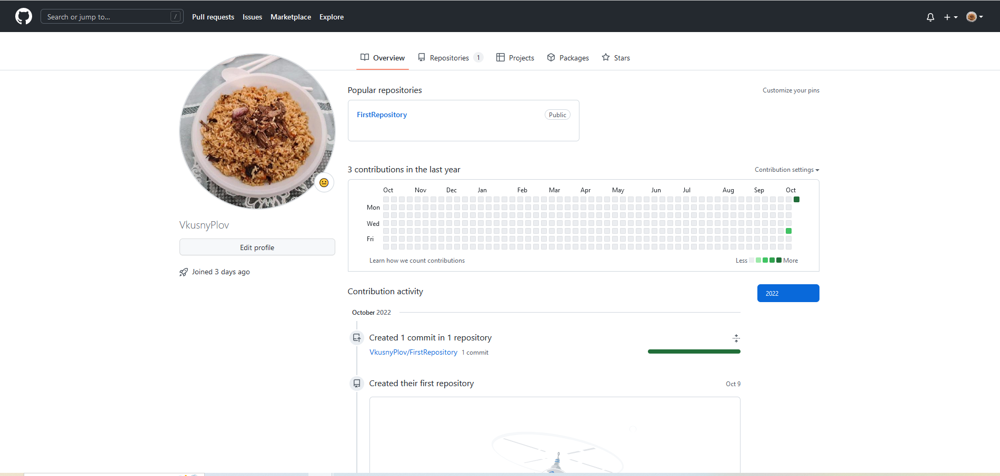 Search or jump to... /
Pull requests Issues Marketplace Explore
Overview Repositories 1 Projects Packages Stars
Popular repositories Customize your pins
FirstRepository Public
3 contributions in the last year Contribution settings
Oct Nov Dec Jan Feb Mar Apr May Jun Jul Aug Sep Oct
Mon
Wed
Fri
Learn how we count contributions Less More
VkusnyPlov
Edit profile
Joined 3 days ago
Contribution activity 2022
October 2022
Created 1 commit in 1 repository
VkusnyPlov/FirstRepository 1 commit
Created their first repository Oct 9